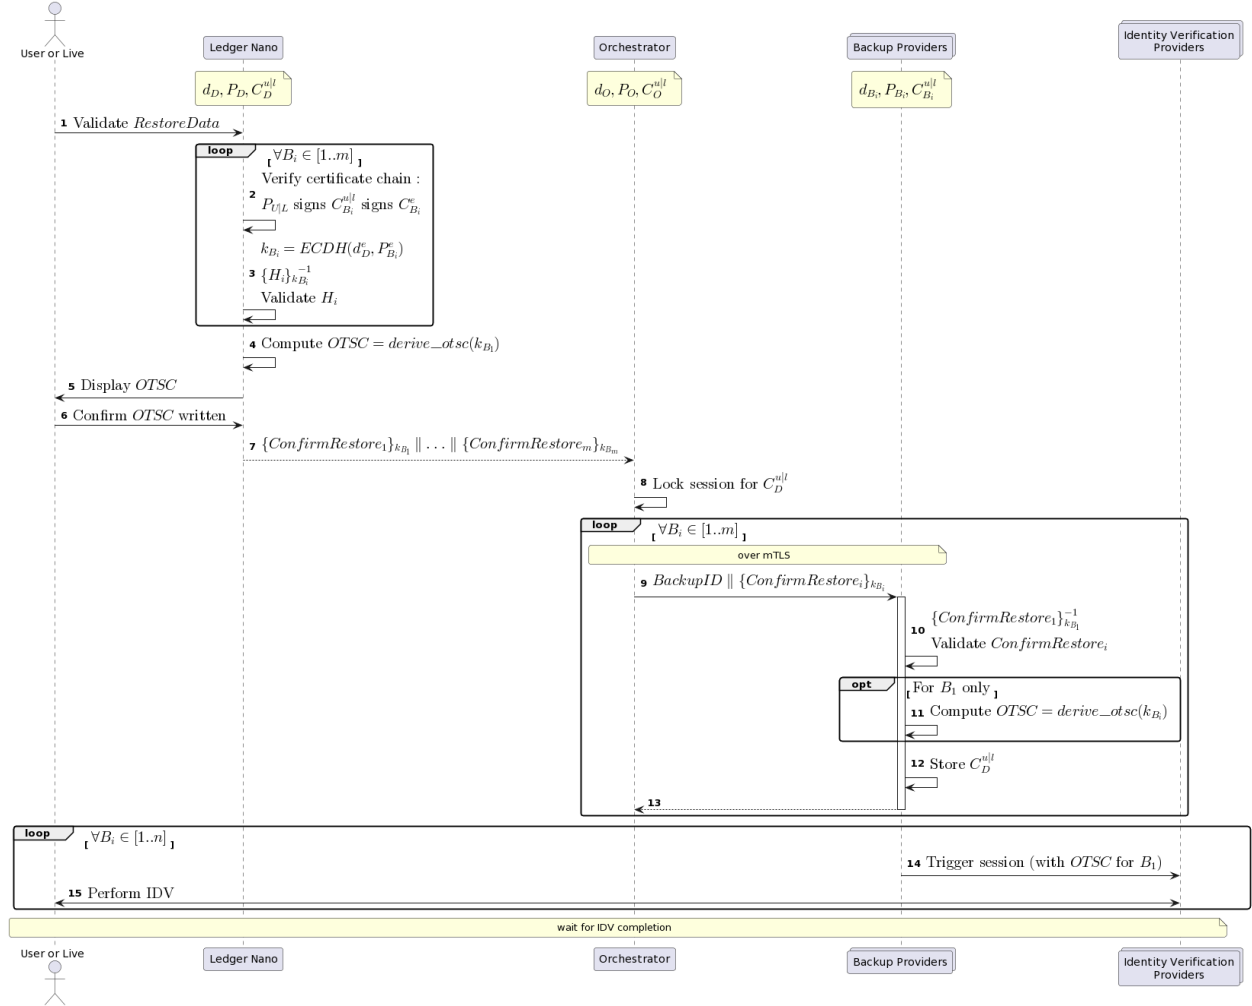 User or Live
Ledger Nano
Orchestrator
Backup Providers
Identity Verification
Providers
d_D, P_D, C_D^{u|l}
d_O, P_O, C_O^{u|l}
d_{B_i}, P_{B_i}, C_{B_i}^{u|l}
1 Validate RestoreData
loop [ ∀B_i ∈ [1..m] ]
Verify certificate chain :
2 P_{U|L} signs C_{B_i}^{u|l} signs C_{B_i}^e
k_{B_i} = ECDH(d_D^e, P_{B_i}^e)
3 {H_i}_{k_{B_i}}^{-1}
Validate H_i
4 Compute OTSC = derive_otsc(k_{B_1})
5 Display OTSC
6 Confirm OTSC written
7 {ConfirmRestore_1}_{k_{B_1}} ∥ ... ∥ {ConfirmRestore_m}_{k_{B_m}}
8 Lock session for C_D^{u|l}
loop [ ∀B_i ∈ [1..m] ]
over mTLS
9 BackupID ∥ {ConfirmRestore_i}_{k_{B_i}}
10 {ConfirmRestore_1}_{k_{B_1}}^{-1}
Validate ConfirmRestore_i
opt [ For B_1 only ]
11 Compute OTSC = derive_otsc(k_{B_i})
12 Store C_D^{u|l}
13
loop [ ∀B_i ∈ [1..n] ]
14 Trigger session (with OTSC for B_1)
15 Perform IDV
wait for IDV completion
User or Live
Ledger Nano
Orchestrator
Backup Providers
Identity Verification
Providers